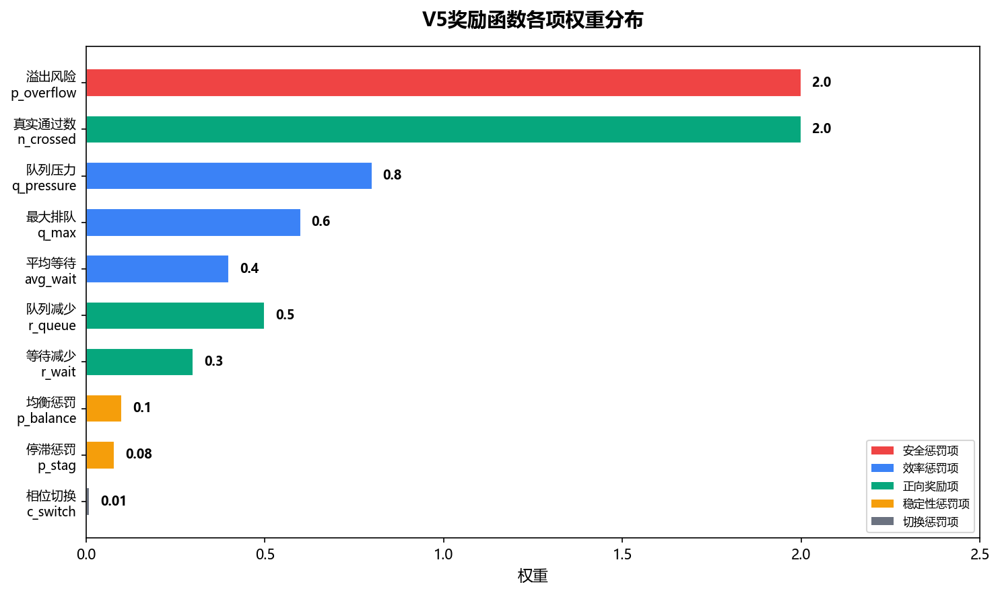 V5奖励函数各项权重分布
溢出风险
p_overflow
2.0
真实通过数
n_crossed
2.0
队列压力
q_pressure
0.8
最大排队
q_max
0.6
平均等待
avg_wait
0.4
队列减少
r_queue
0.5
等待减少
r_wait
0.3
均衡惩罚
p_balance
0.1
停滞惩罚
p_stag
0.08
相位切换
c_switch
0.01
安全惩罚项
效率惩罚项
正向奖励项
稳定性惩罚项
切换惩罚项
0.0
0.5
1.0
1.5
2.0
2.5
权重